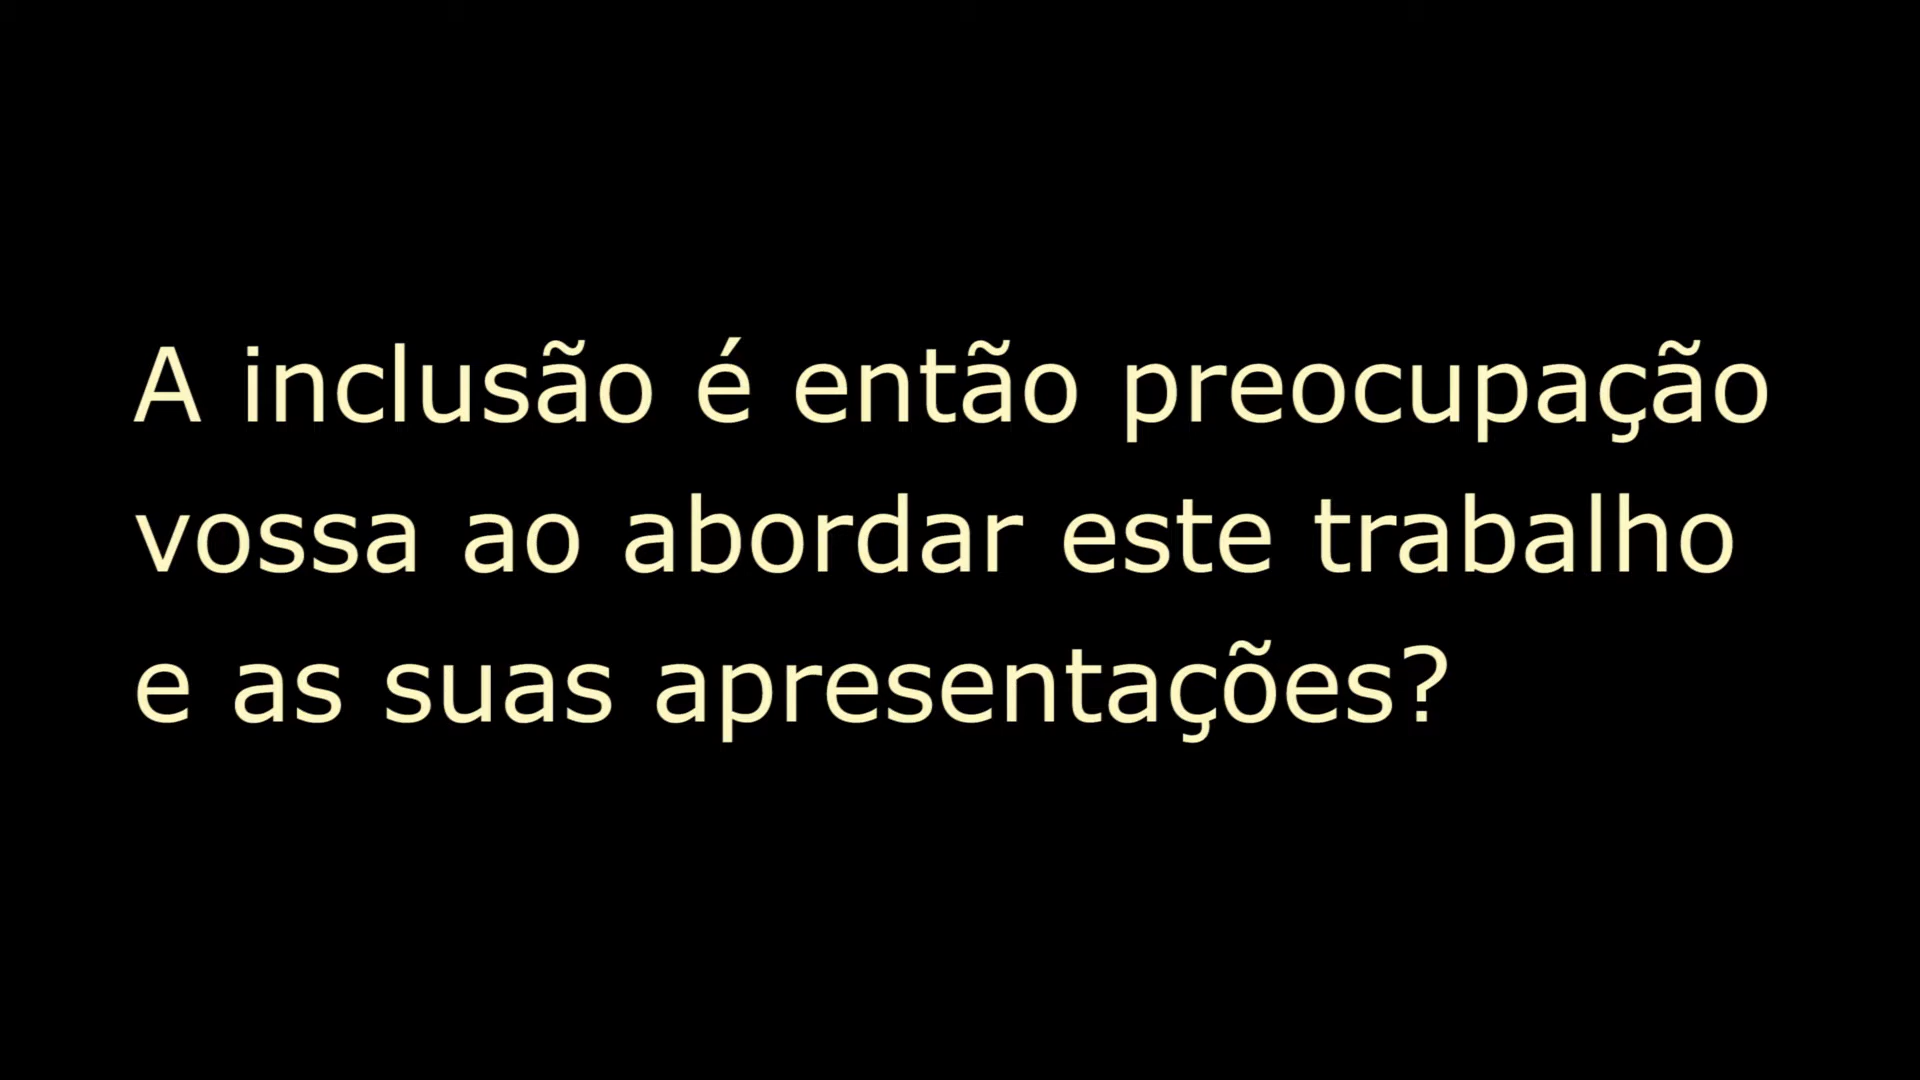 A inclusão é então preocupação
vossa ao abordar este trabalho
e as suas apresentações?